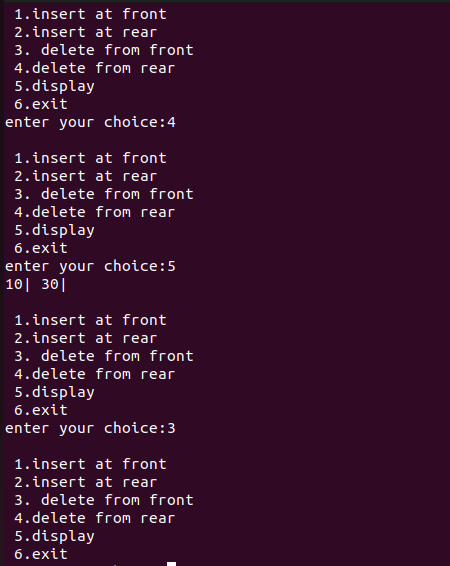 1.insert at front
2.insert at rear
3. delete from front
4.delete from rear
5.display
6.exit
enter your choice:4
1.insert at front
2.insert at rear
3. delete from front
4.delete from rear
5.display
6.exit
enter your choice:5
10| 30|
1.insert at front
2.insert at rear
3. delete from front
4.delete from rear
5.display
6.exit
enter your choice:3
1.insert at front
2.insert at rear
3. delete from front
4.delete from rear
5.display
6.exit